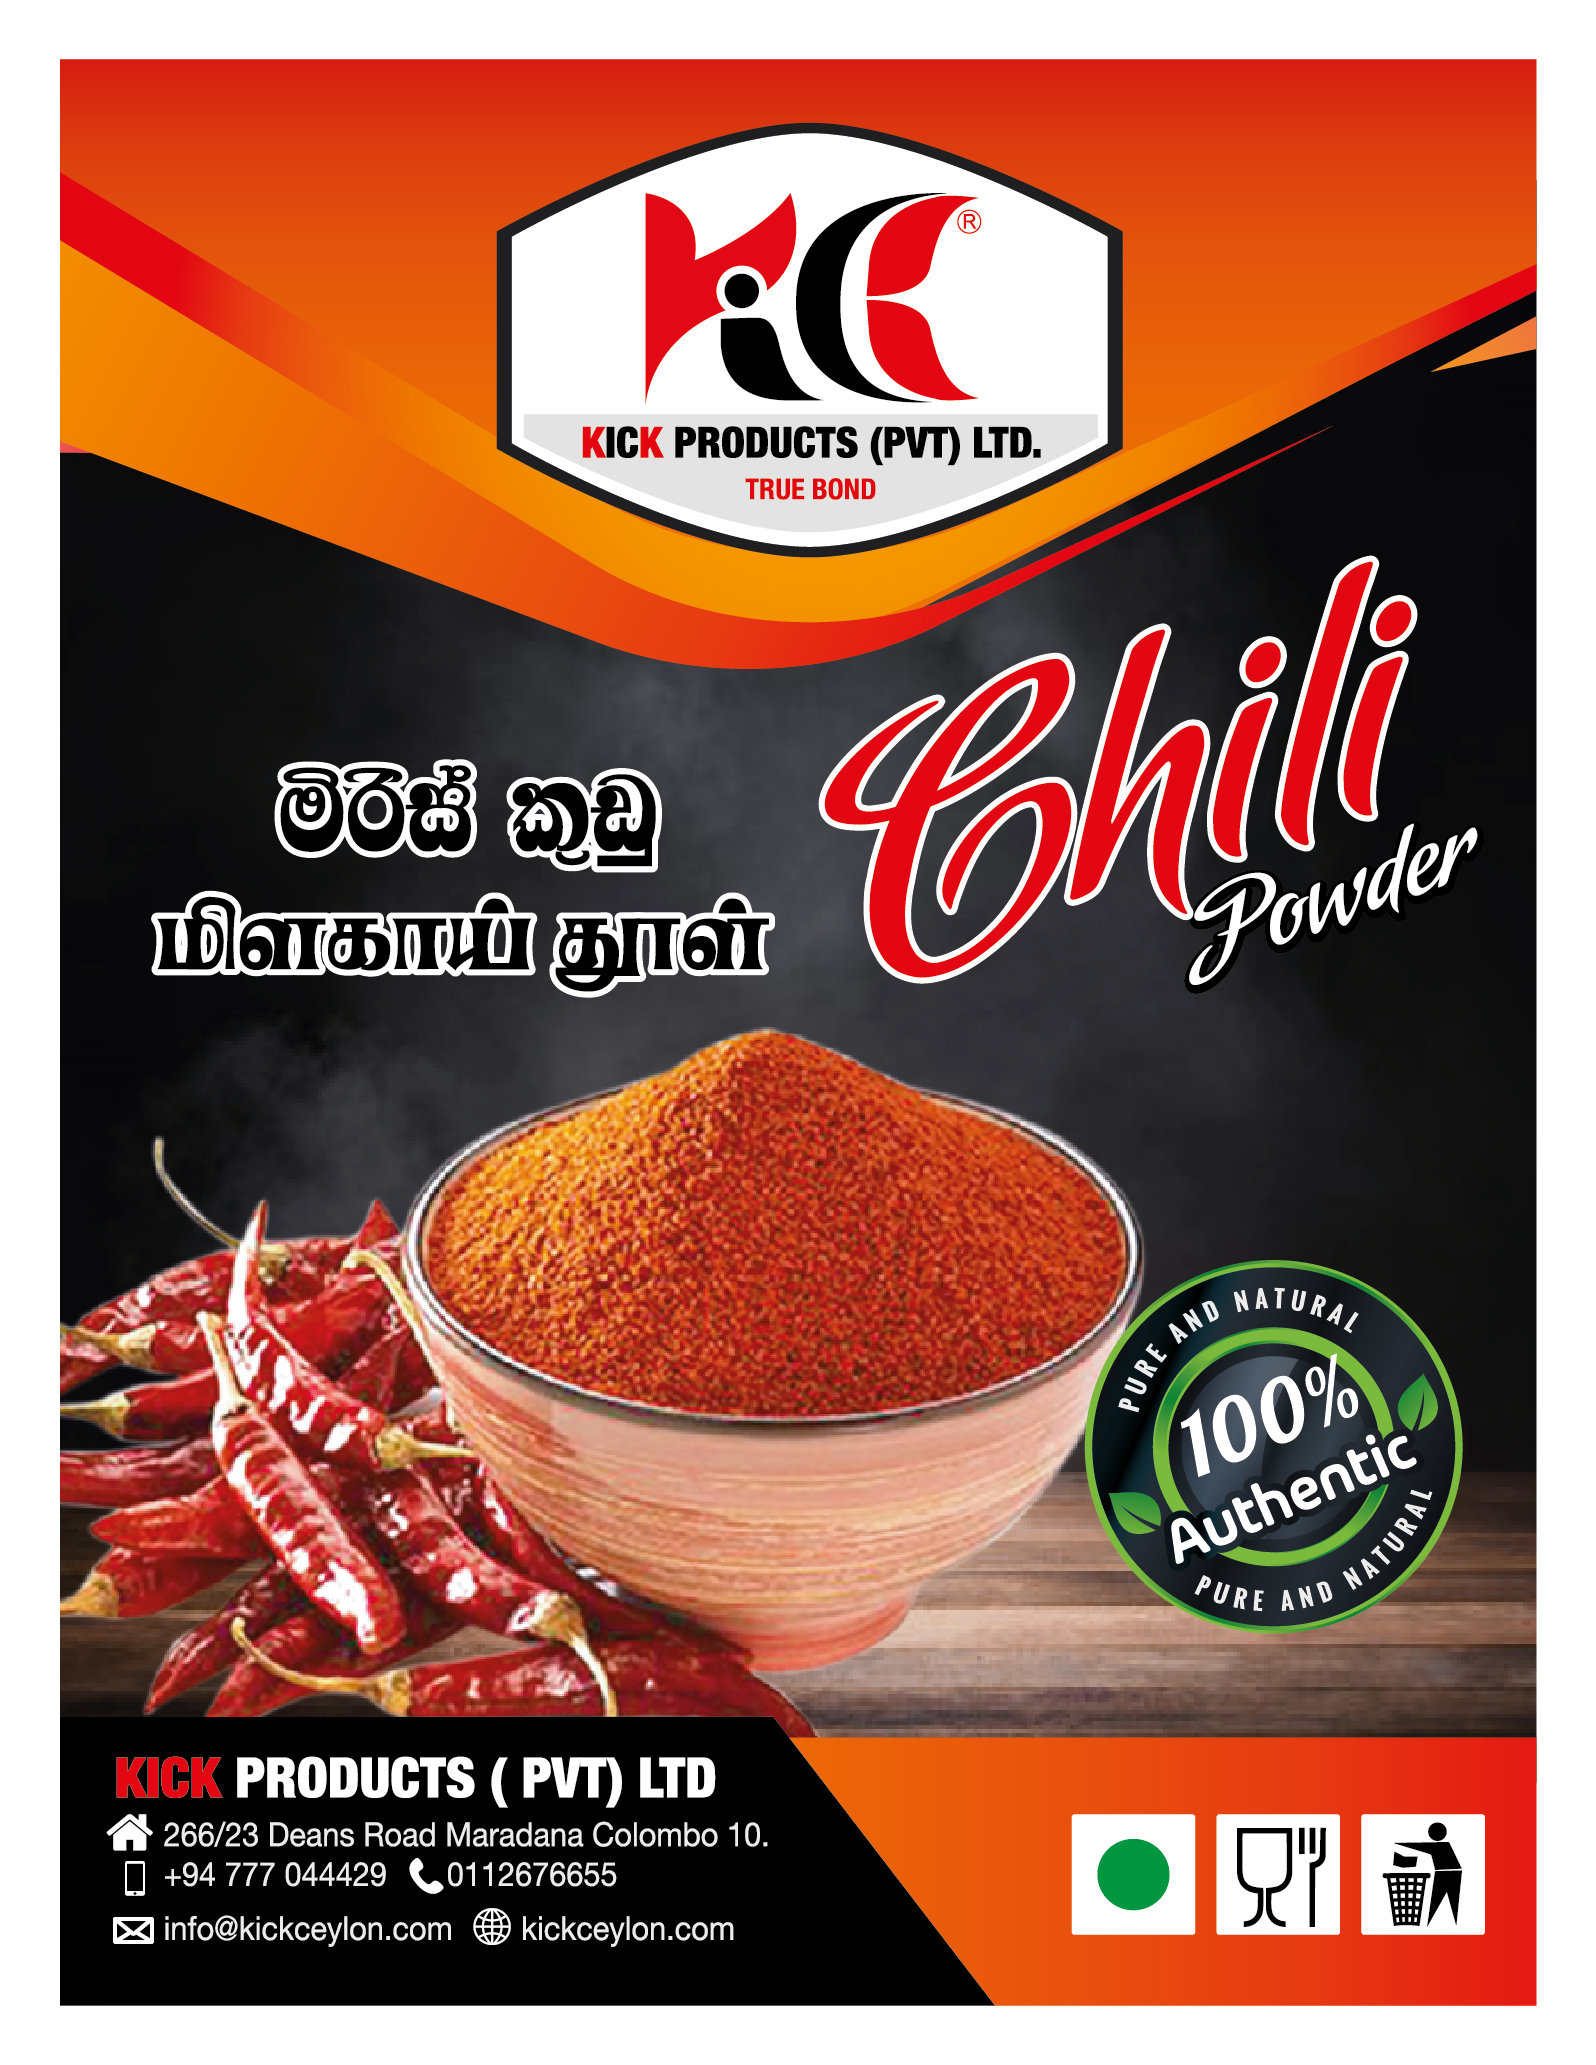 KiCK®
KICK PRODUCTS (PVT) LTD.
TRUE BOND
Chili
Powder
මිරිස් කුඩු
மிளகாய் தூள்
PURE AND NATURAL
100%
Authentic
PURE AND NATURAL
KICK PRODUCTS ( PVT) LTD
266/23 Deans Road Maradana Colombo 10.
+94 777 044429 0112676655
info@kickceylon.com kickceylon.com